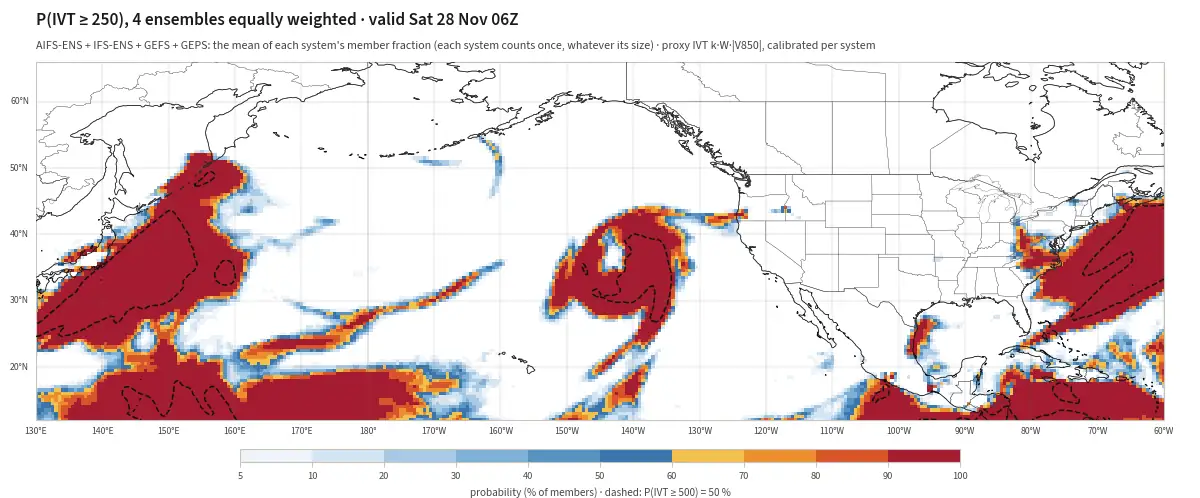 P(IVT ≥ 250), 4 ensembles equally weighted · valid Sat 28 Nov 06Z
AIFS-ENS + IFS-ENS + GEFS + GEPS: the mean of each system's member fraction (each system counts once, whatever its size) · proxy IVT k·W·|V850|, calibrated per system
60°N
50°N
40°N
30°N
20°N
130°E 140°E 150°E 160°E 170°E 180° 170°W 160°W 150°W 140°W 130°W 120°W 110°W 100°W 90°W 80°W 70°W 60°W
5 10 20 30 40 50 60 70 80 90 100
probability (% of members) · dashed: P(IVT ≥ 500) = 50 %